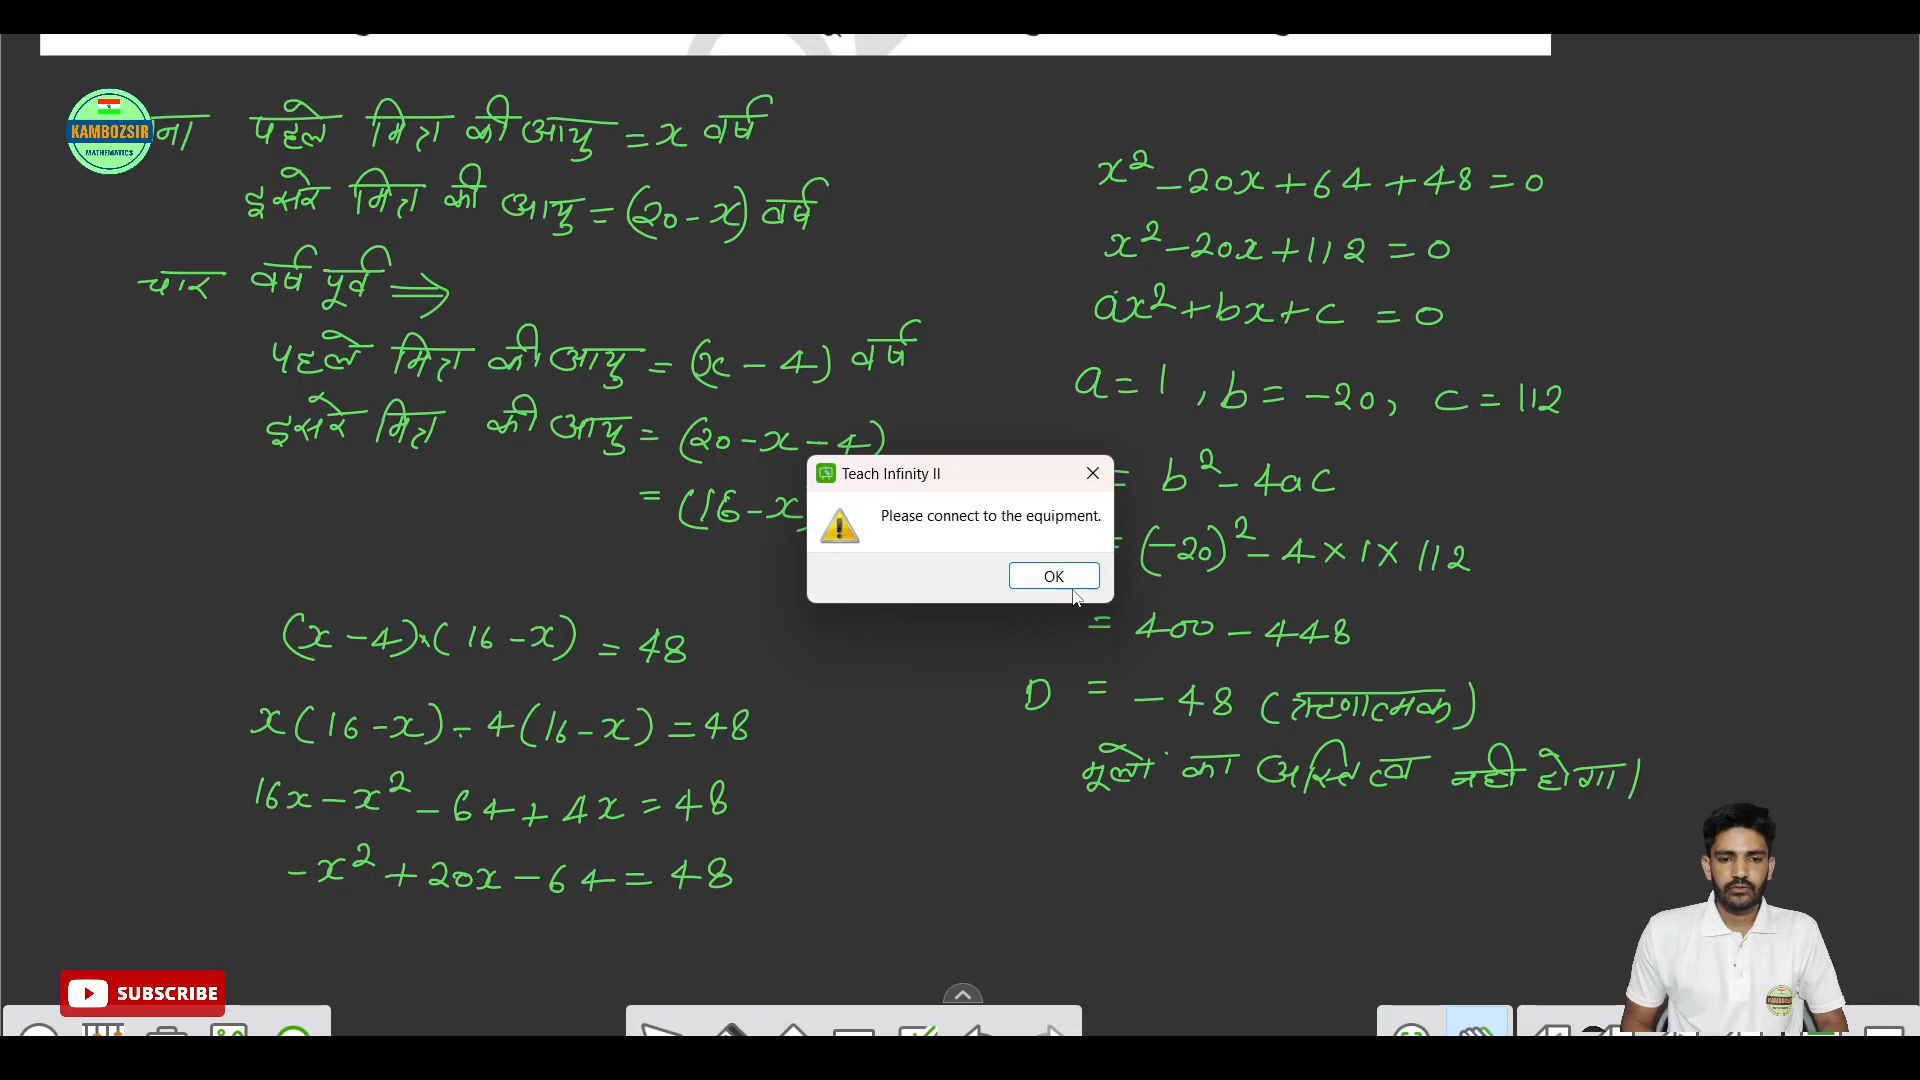 KAMBOZSIR
MATHEMATICS
ना पहले मित्र की आयु = x वर्ष
दूसरे मित्र की आयु = (20 - x) वर्ष
चार वर्ष पूर्व ⇒
पहले मित्र की आयु = (x - 4) वर्ष
दूसरे मित्र की आयु = (20 - x - 4)
= (16 - x)
(x - 4) × (16 - x) = 48
x(16 - x) - 4(16 - x) = 48
16x - x² - 64 + 4x = 48
-x² + 20x - 64 = 48
x² - 20x + 64 + 48 = 0
x² - 20x + 112 = 0
ax² + bx + c = 0
a = 1, b = -20, c = 112
= b² - 4ac
= (-20)² - 4 × 1 × 112
= 400 - 448
D = -48 (ऋणात्मक)
मूलों का अस्तित्व नहीं होगा।
Teach Infinity II
Please connect to the equipment.
OK
SUBSCRIBE